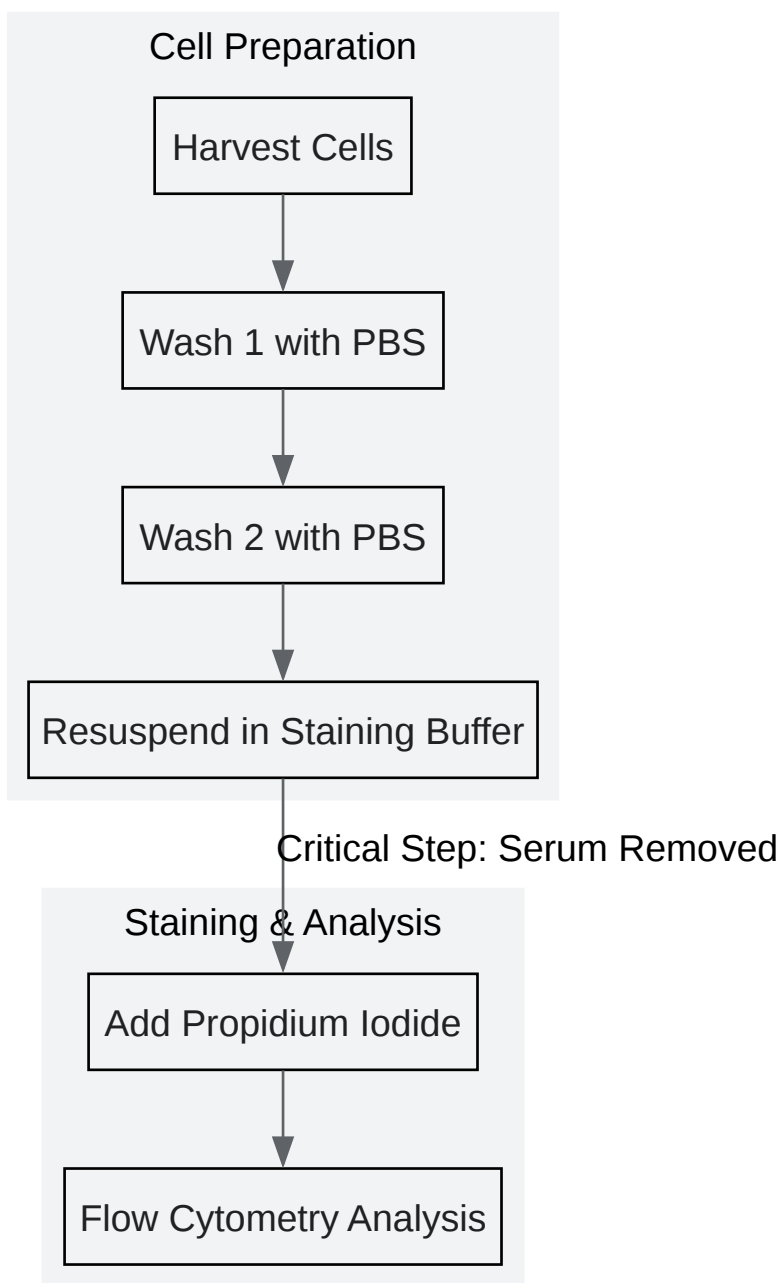 Cell Preparation
Harvest Cells
Wash 1 with PBS
Wash 2 with PBS
Resuspend in Staining Buffer
Critical Step: Serum Removed
Staining & Analysis
Add Propidium Iodide
Flow Cytometry Analysis